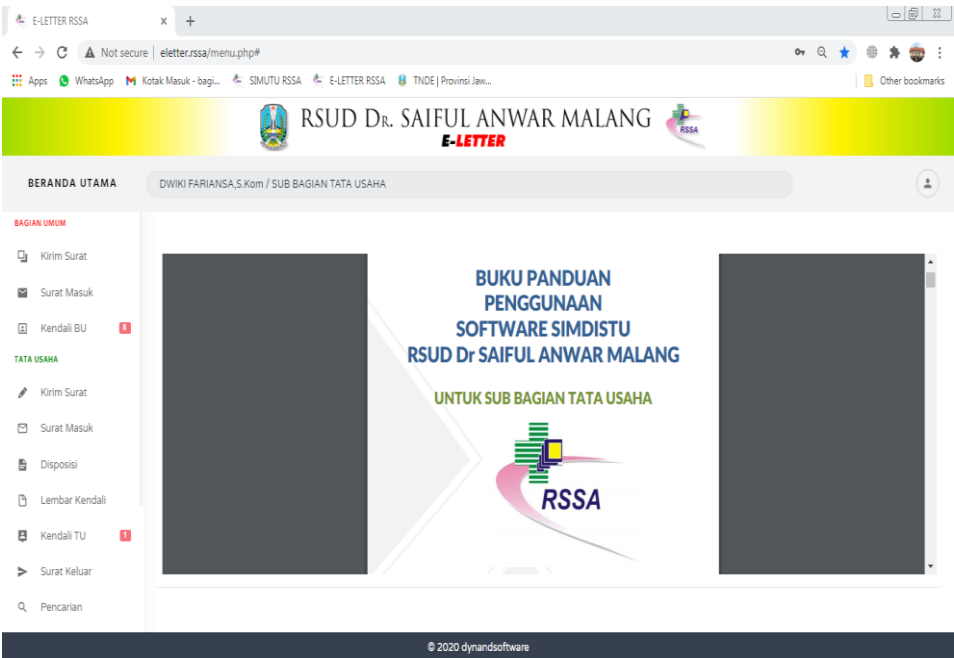 E-LETTER RSSA
Not secure | eletter.rssa/menu.php#
Apps WhatsApp Kotak Masuk - bagi... SIMUTU RSSA E-LETTER RSSA TNDE | Provinsi Jaw... Other bookmarks
RSUD DR. SAIFUL ANWAR MALANG
E-LETTER
RSSA
BERANDA UTAMA
DWIKI FARIANSA,S.Kom / SUB BAGIAN TATA USAHA
BAGIAN UMUM
Kirim Surat
Surat Masuk
Kendali BU 8
TATA USAHA
Kirim Surat
Surat Masuk
Disposisi
Lembar Kendali
Kendali TU 1
Surat Keluar
Pencarian
BUKU PANDUAN
PENGGUNAAN
SOFTWARE SIMDISTU
RSUD Dr SAIFUL ANWAR MALANG
UNTUK SUB BAGIAN TATA USAHA
RSSA
© 2020 dynandsoftware